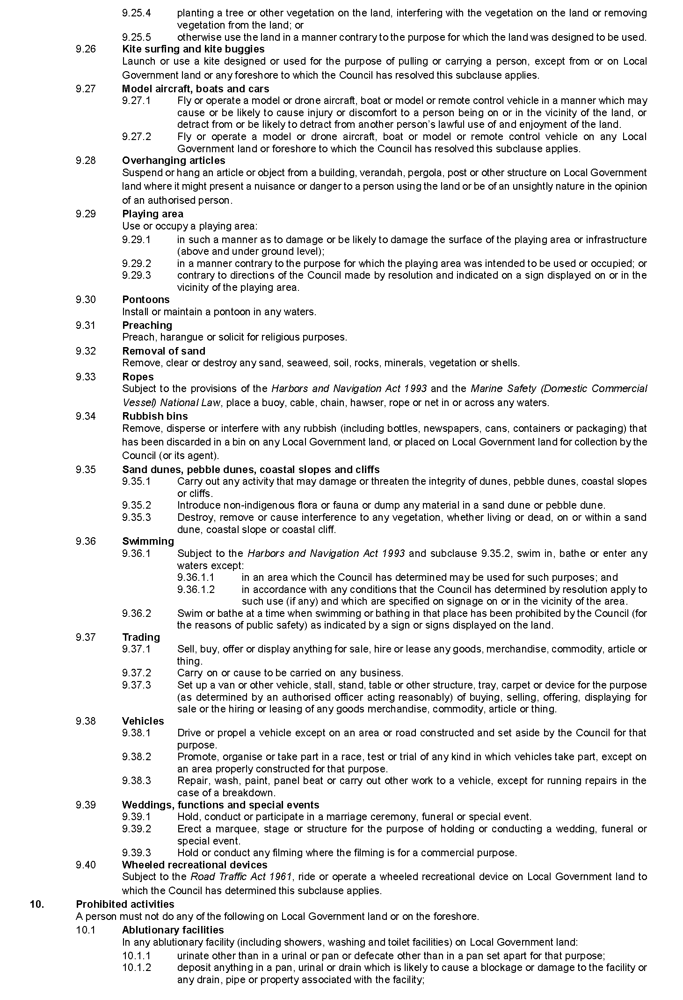 9.25.4 planting a tree or other vegetation on the land, interfering with the vegetation on the land or removing
vegetation from the land; or
9.25.5 otherwise use the land in a manner contrary to the purpose for which the land was designed to be used.
9.26 Kite surfing and kite buggies
Launch or use a kite designed or used for the purpose of pulling or carrying a person, except from or on Local
Government land or any foreshore to which the Council has resolved this subclause applies.
9.27 Model aircraft, boats and cars
9.27.1 Fly or operate a model or drone aircraft, boat or model or remote control vehicle in a manner which may
cause or be likely to cause injury or discomfort to a person being on or in the vicinity of the land, or
detract from or be likely to detract from another person’s lawful use of and enjoyment of the land.
9.27.2 Fly or operate a model or drone aircraft, boat or model or remote control vehicle on any Local
Government land or foreshore to which the Council has resolved this subclause applies.
9.28 Overhanging articles
Suspend or hang an article or object from a building, verandah, pergola, post or other structure on Local Government
land where it might present a nuisance or danger to a person using the land or be of an unsightly nature in the opinion
of an authorised person.
9.29 Playing area
Use or occupy a playing area:
9.29.1 in such a manner as to damage or be likely to damage the surface of the playing area or infrastructure
(above and under ground level);
9.29.2 in a manner contrary to the purpose for which the playing area was intended to be used or occupied; or
9.29.3 contrary to directions of the Council made by resolution and indicated on a sign displayed on or in the
vicinity of the playing area.
9.30 Pontoons
Install or maintain a pontoon in any waters.
9.31 Preaching
Preach, harangue or solicit for religious purposes.
9.32 Removal of sand
Remove, clear or destroy any sand, seaweed, soil, rocks, minerals, vegetation or shells.
9.33 Ropes
Subject to the provisions of the Harbors and Navigation Act 1993 and the Marine Safety (Domestic Commercial
Vessel) National Law, place a buoy, cable, chain, hawser, rope or net in or across any waters.
9.34 Rubbish bins
Remove, disperse or interfere with any rubbish (including bottles, newspapers, cans, containers or packaging) that
has been discarded in a bin on any Local Government land, or placed on Local Government land for collection by the
Council (or its agent).
9.35 Sand dunes, pebble dunes, coastal slopes and cliffs
9.35.1 Carry out any activity that may damage or threaten the integrity of dunes, pebble dunes, coastal slopes
or cliffs.
9.35.2 Introduce non-indigenous flora or fauna or dump any material in a sand dune or pebble dune.
9.35.3 Destroy, remove or cause interference to any vegetation, whether living or dead, on or within a sand
dune, coastal slope or coastal cliff.
9.36 Swimming
9.36.1 Subject to the Harbors and Navigation Act 1993 and subclause 9.35.2, swim in, bathe or enter any
waters except:
9.36.1.1 in an area which the Council has determined may be used for such purposes; and
9.36.1.2 in accordance with any conditions that the Council has determined by resolution apply to
such use (if any) and which are specified on signage on or in the vicinity of the area.
9.36.2 Swim or bathe at a time when swimming or bathing in that place has been prohibited by the Council (for
the reasons of public safety) as indicated by a sign or signs displayed on the land.
9.37 Trading
9.37.1 Sell, buy, offer or display anything for sale, hire or lease any goods, merchandise, commodity, article or
thing.
9.37.2 Carry on or cause to be carried on any business.
9.37.3 Set up a van or other vehicle, stall, stand, table or other structure, tray, carpet or device for the purpose
(as determined by an authorised officer acting reasonably) of buying, selling, offering, displaying for
sale or the hiring or leasing of any goods merchandise, commodity, article or thing.
9.38 Vehicles
9.38.1 Drive or propel a vehicle except on an area or road constructed and set aside by the Council for that
purpose.
9.38.2 Promote, organise or take part in a race, test or trial of any kind in which vehicles take part, except on
an area properly constructed for that purpose.
9.38.3 Repair, wash, paint, panel beat or carry out other work to a vehicle, except for running repairs in the
case of a breakdown.
9.39 Weddings, functions and special events
9.39.1 Hold, conduct or participate in a marriage ceremony, funeral or special event.
9.39.2 Erect a marquee, stage or structure for the purpose of holding or conducting a wedding, funeral or
special event.
9.39.3 Hold or conduct any filming where the filming is for a commercial purpose.
9.40 Wheeled recreational devices
Subject to the Road Traffic Act 1961, ride or operate a wheeled recreational device on Local Government land to
which the Council has determined this subclause applies.
10. Prohibited activities
A person must not do any of the following on Local Government land or on the foreshore.
10.1 Ablutionary facilities
In any ablutionary facility (including showers, washing and toilet facilities) on Local Government land:
10.1.1 urinate other than in a urinal or pan or defecate other than in a pan set apart for that purpose;
10.1.2 deposit anything in a pan, urinal or drain which is likely to cause a blockage or damage to the facility or
any drain, pipe or property associated with the facility;